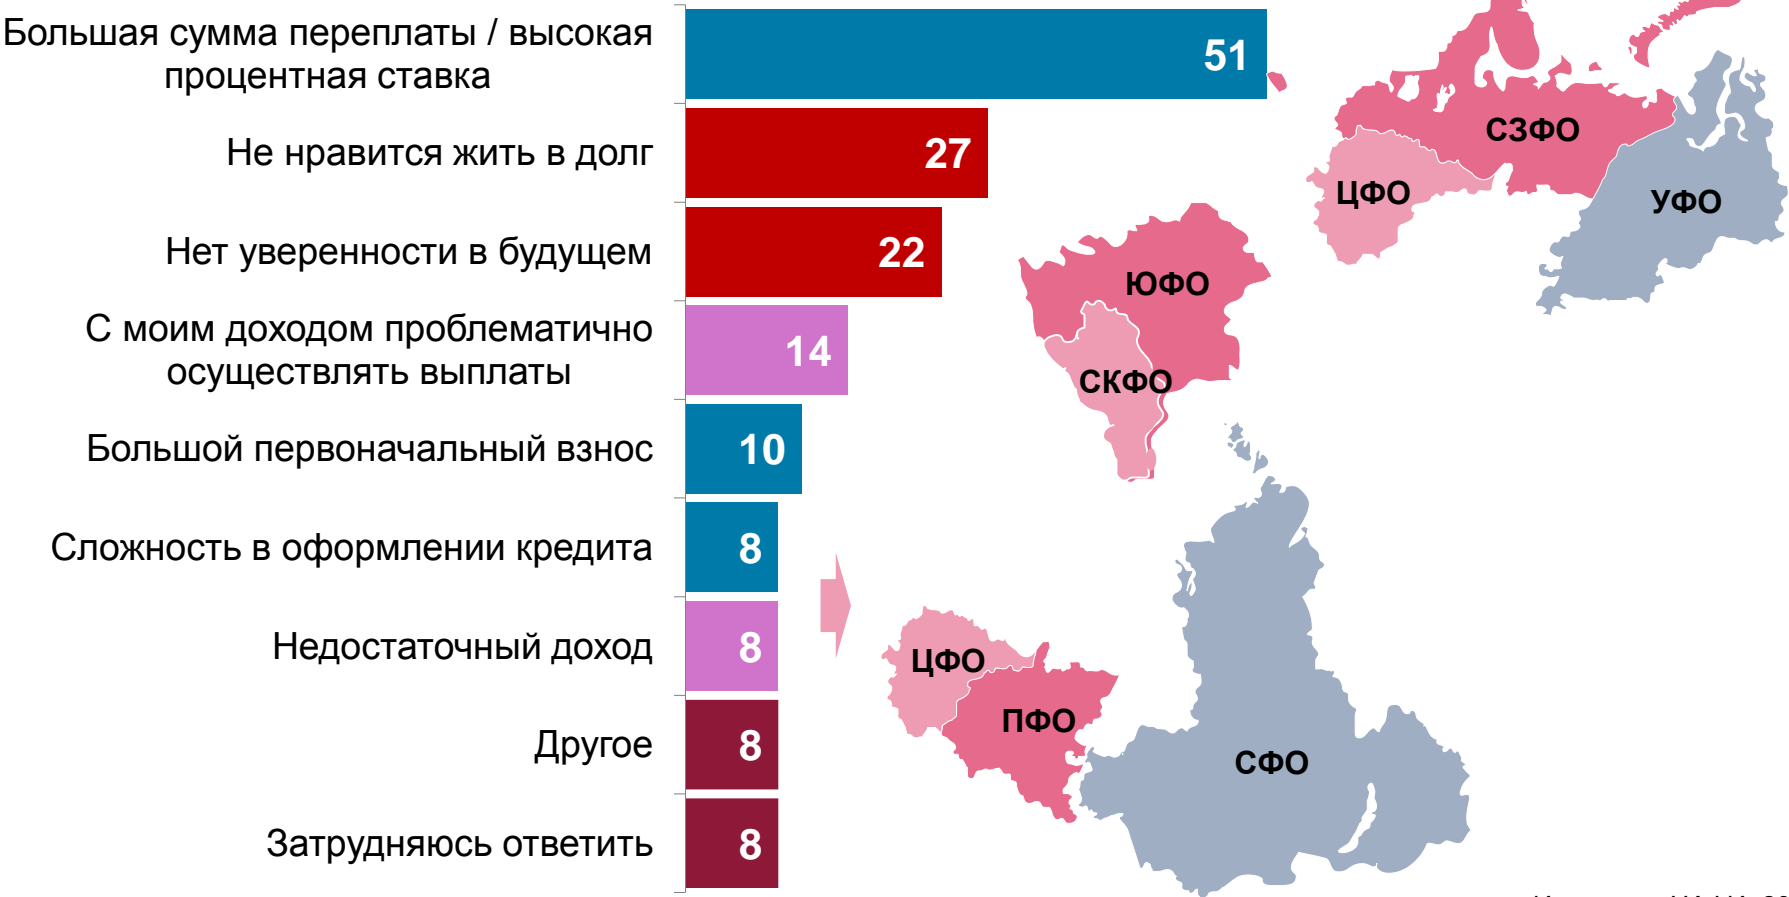 Большая сумма переплаты / высокая
процентная ставка
51
Не нравится жить в долг
27
Нет уверенности в будущем
22
С моим доходом проблематично
осуществлять выплаты
14
Большой первоначальный взнос
10
Сложность в оформлении кредита
8
Недостаточный доход
8
Другое
8
Затрудняюсь ответить
8
СЗФО
ЦФО
УФО
ЮФО
СКФО
ЦФО
ПФО
СФО